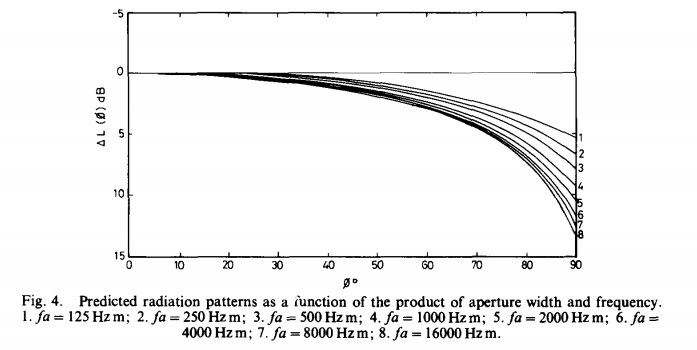 -5
0
5
10
15
Δ L (Ø) dB
1
2
3
4
5
6
7
8
0 10 20 30 40 50 60 70 80 90
Ø°
Fig. 4. Predicted radiation patterns as a function of the product of aperture width and frequency.
1. fa = 125 Hz m; 2. fa = 250 Hz m; 3. fa = 500 Hz m; 4. fa = 1000 Hz m; 5. fa = 2000 Hz m; 6. fa =
4000 Hz m; 7. fa = 8000 Hz m; 8. fa = 16000 Hz m.